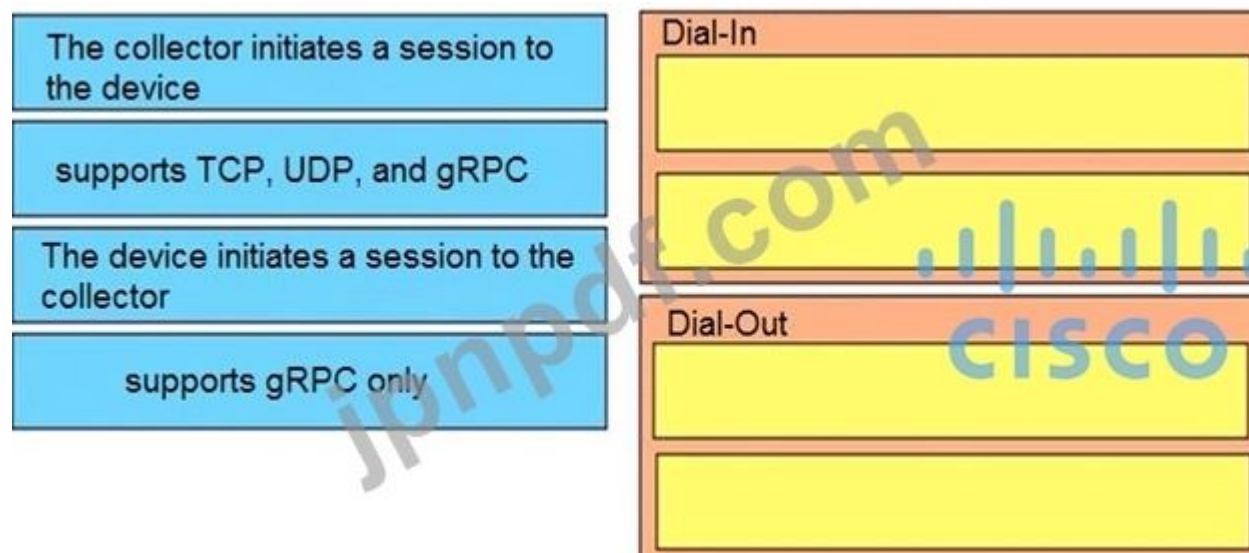 The collector initiates a session to
the device
supports TCP, UDP, and gRPC
The device initiates a session to the
collector
supports gRPC only
Dial-In
Dial-Out
CISCO
jpnpdf.com